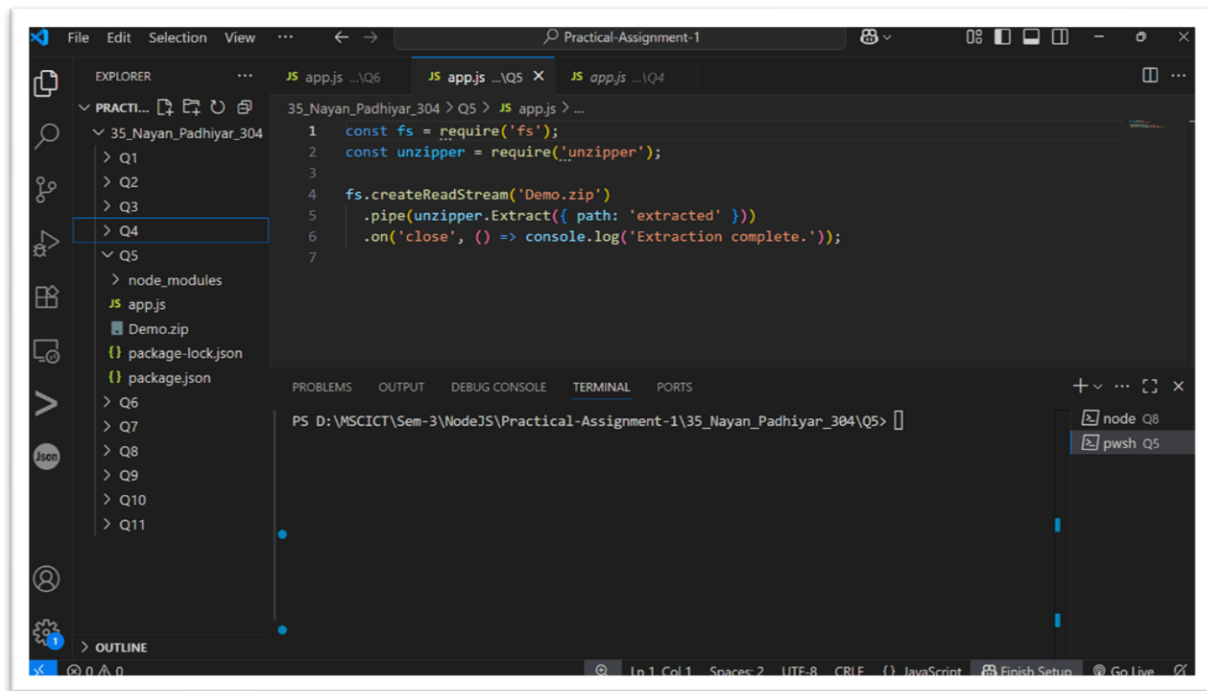 File Edit Selection View ··· ← → Practical-Assignment-1
EXPLORER ···
PRACTI...
35_Nayan_Padhiyar_304
Q1
Q2
Q3
Q4
Q5
node_modules
JS app.js
Demo.zip
{} package-lock.json
{} package.json
Q6
Q7
Q8
Q9
Q10
Q11
OUTLINE
Json
1
JS app.js ...\Q6 JS app.js ...\Q5 × JS app.js ...\Q4
35_Nayan_Padhiyar_304 > Q5 > JS app.js > ...
1 const fs = require('fs');
2 const unzipper = require('unzipper');
3
4 fs.createReadStream('Demo.zip')
5 .pipe(unzipper.Extract({ path: 'extracted' }))
6 .on('close', () => console.log('Extraction complete.'));
7
PROBLEMS OUTPUT DEBUG CONSOLE TERMINAL PORTS
PS D:\MSCICT\Sem-3\NodeJS\Practical-Assignment-1\35_Nayan_Padhiyar_304\Q5>
node Q8
pwsh Q5
0 0 Ln 1, Col 1 Spaces: 2 UTF-8 CRLF {} JavaScript Finish Setup Go Live